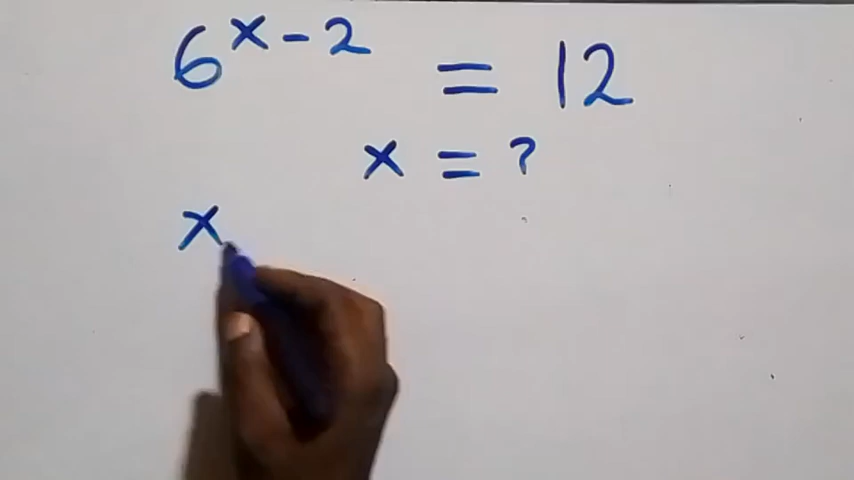 6^{x-2} = 12
x = ?
x